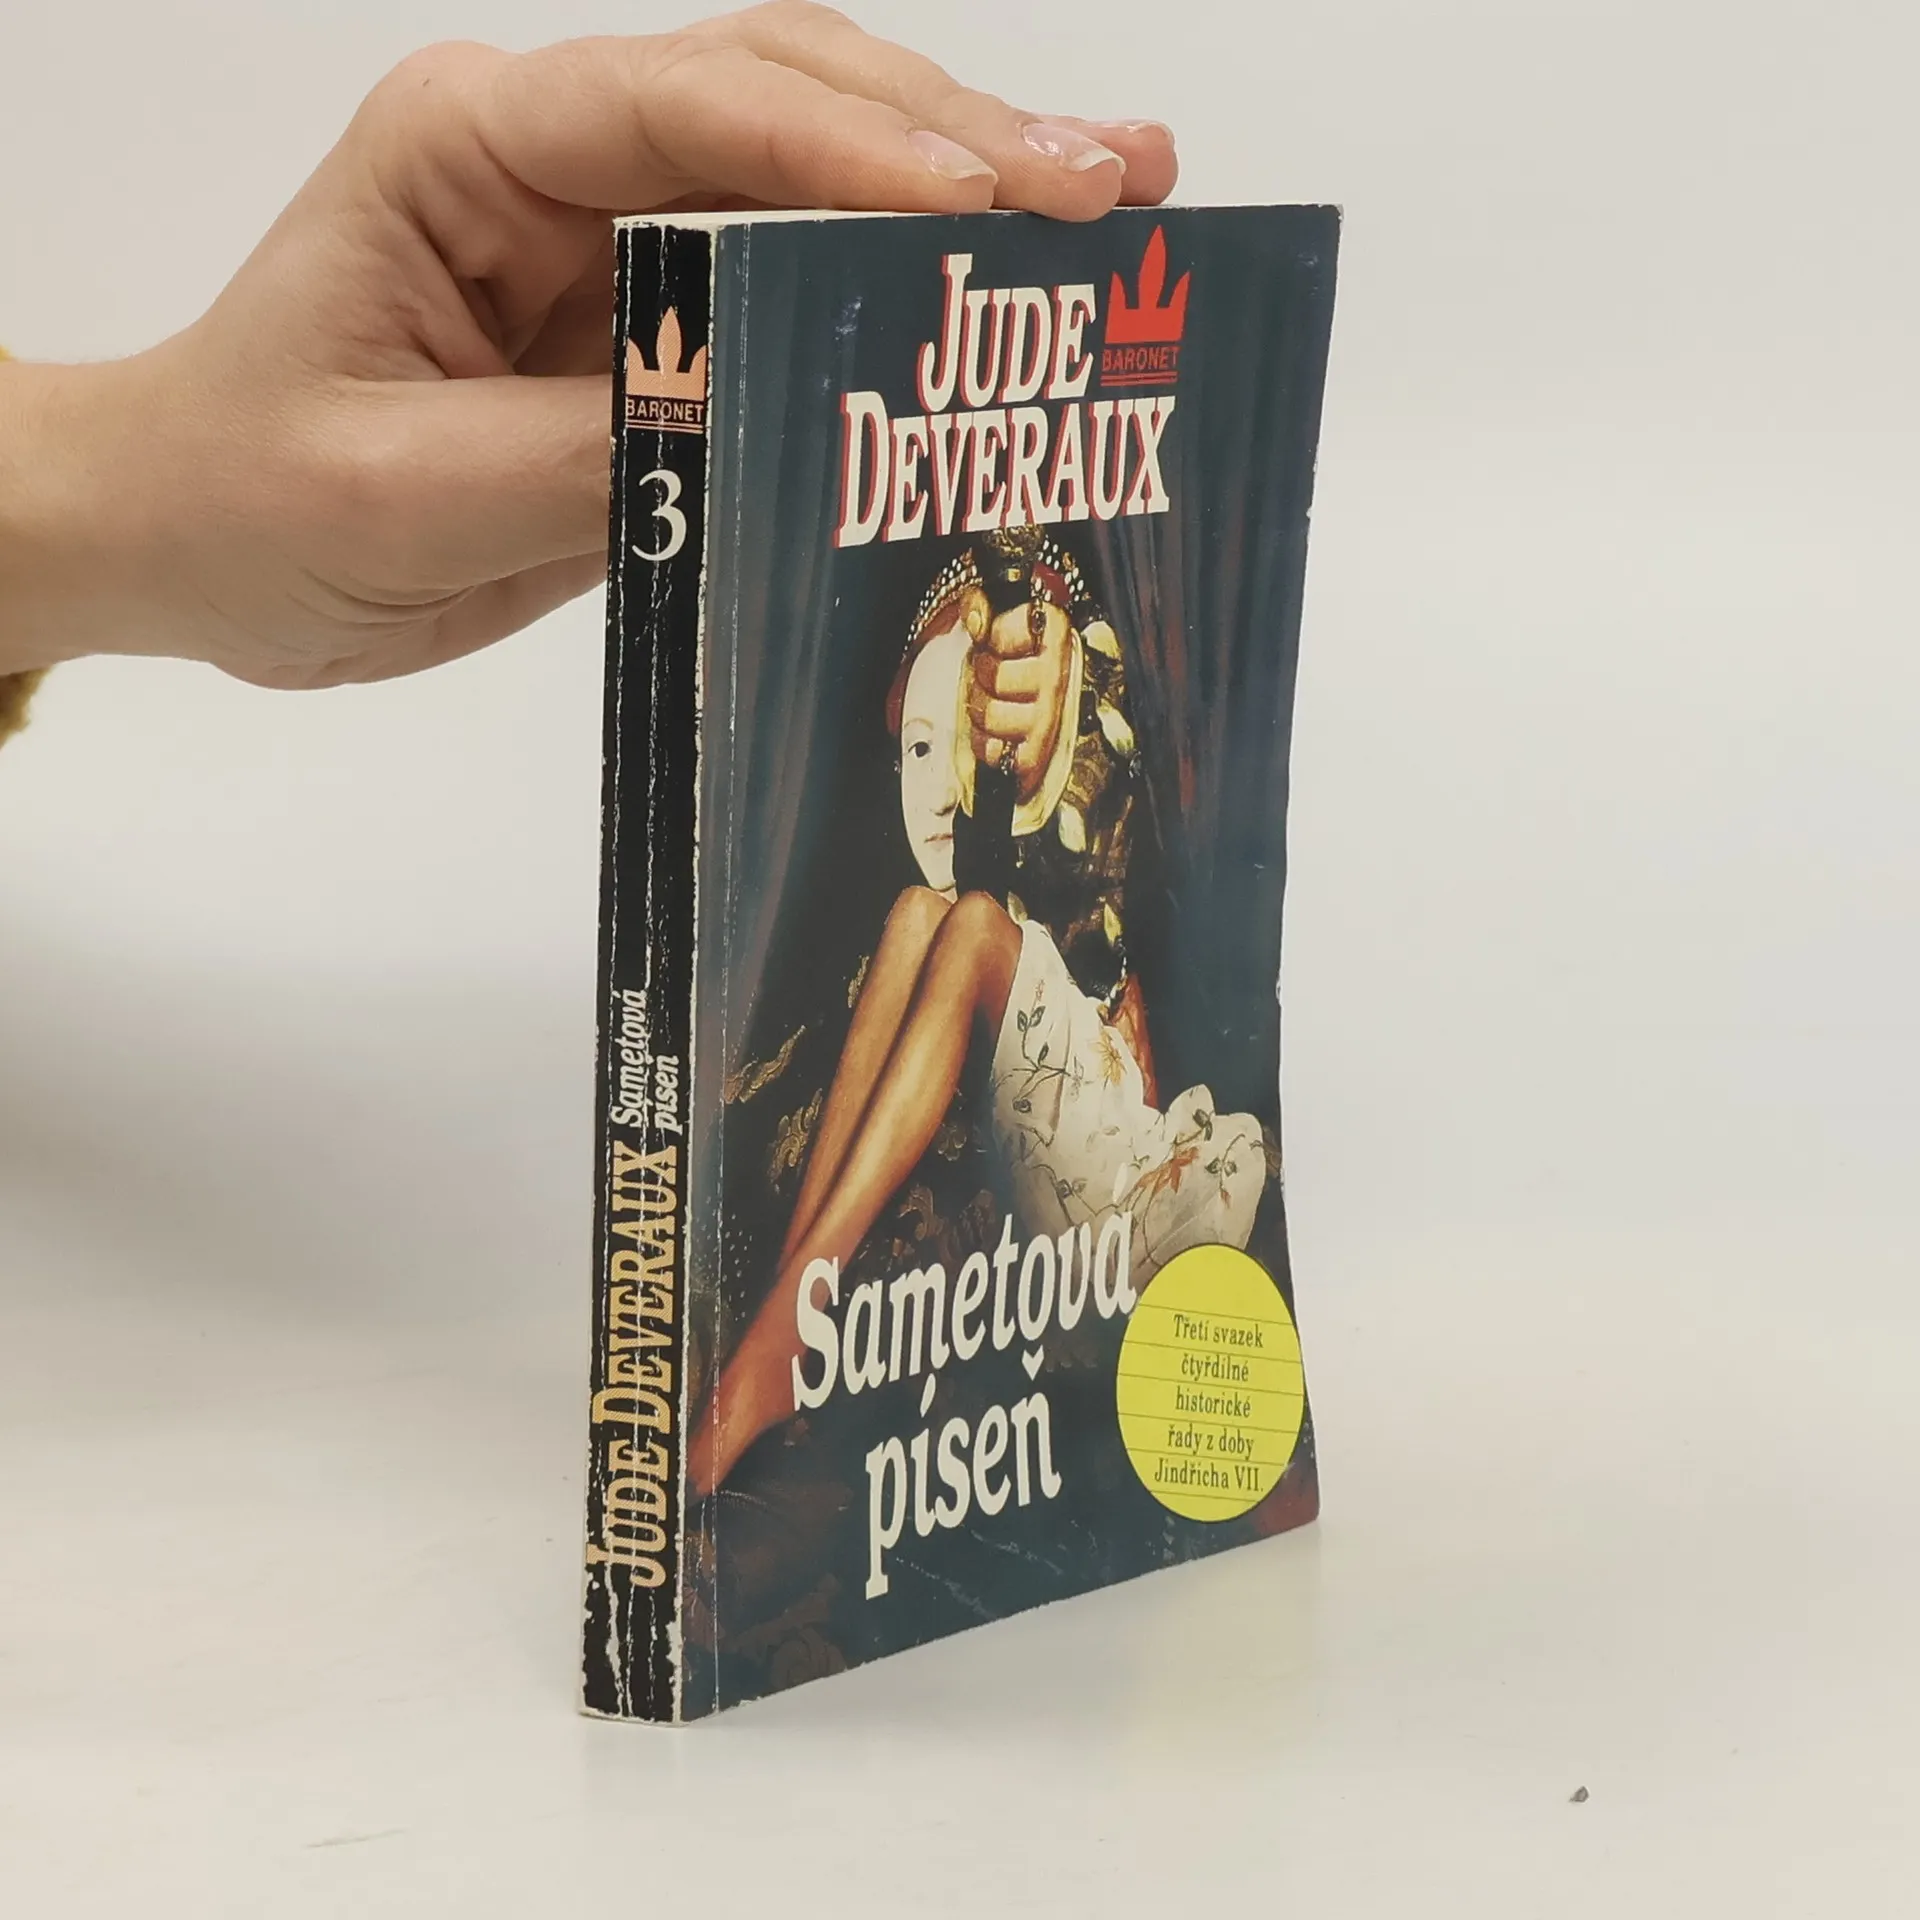 BARONET
3
JUDE DEVERAUX
Sametová
píseň
JUDE
BARONET
DEVERAUX
Sametová
píseň
Třetí svazek
čtyřdílné
historické
řady z doby
Jindřicha VII.